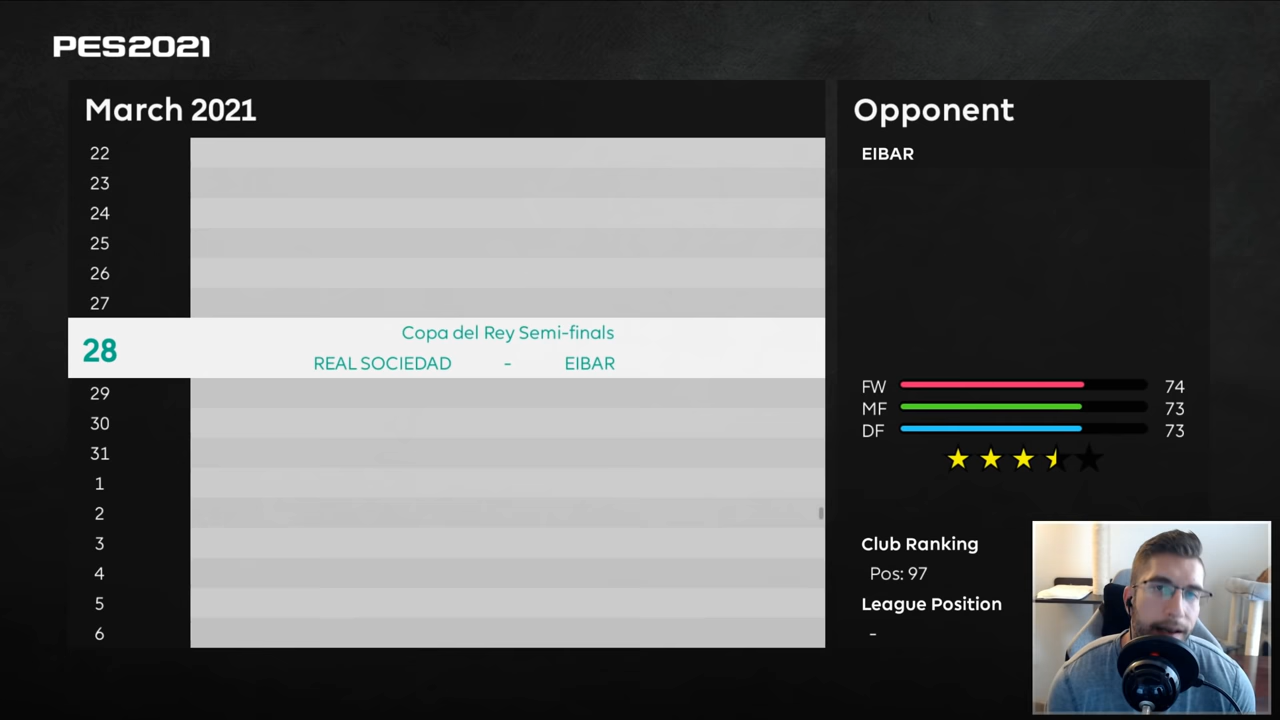 PES2021
March 2021
22
23
24
25
26
27
28
Copa del Rey Semi-finals
REAL SOCIEDAD - EIBAR
29
30
31
1
2
3
4
5
6
Opponent
EIBAR
FW 74
MF 73
DF 73
Club Ranking
Pos: 97
League Position
-